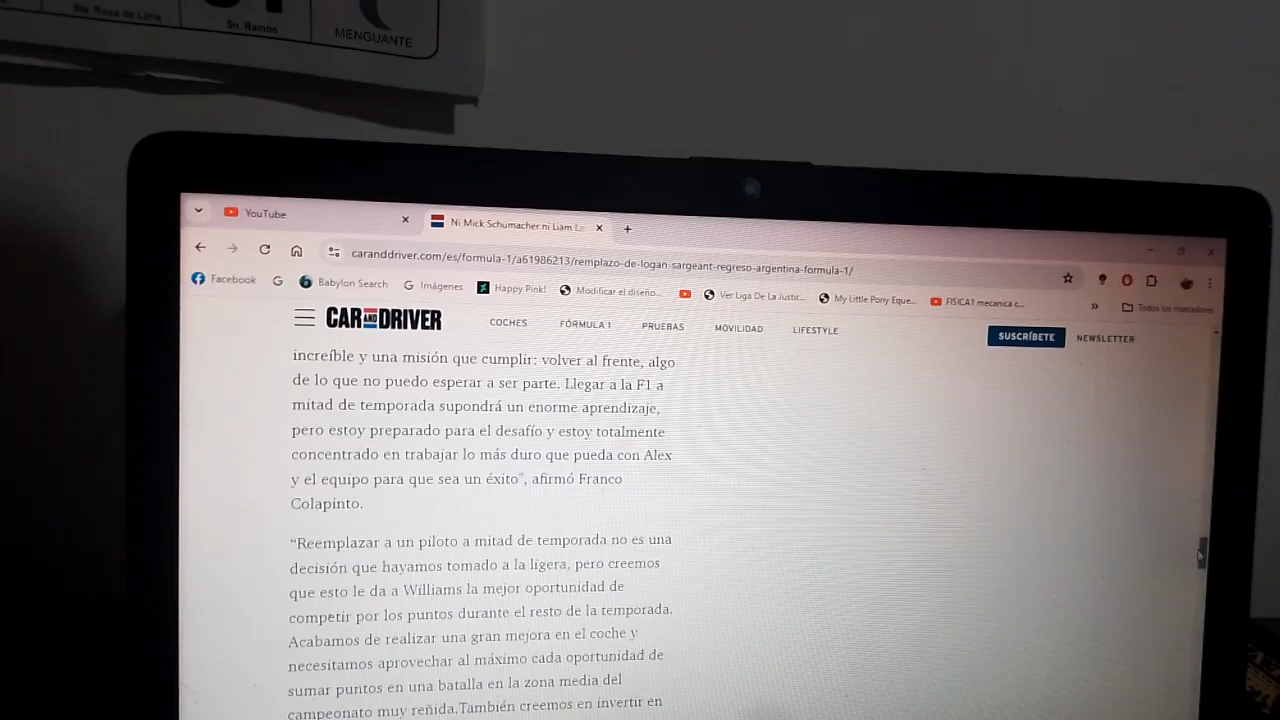 Sta. Rosa de Lima
Sn. Ramón
MENGUANTE
YouTube
Ni Mick Schumacher ni Liam La
caranddriver.com/es/formula-1/a61986213/remplazo-de-logan-sargeant-regreso-argentina-formula-1/
Facebook
Babylon Search
Imágenes
Happy Pink!
Modificar el diseño...
Ver Liga De La Justic...
My Little Pony Eque...
FISICA1 mecanica c...
Todos los marcadores
CAR AND DRIVER
COCHES
FÓRMULA 1
PRUEBAS
MOVILIDAD
LIFESTYLE
SUSCRÍBETE
NEWSLETTER
increíble y una misión que cumplir: volver al frente, algo
de lo que no puedo esperar a ser parte. Llegar a la F1 a
mitad de temporada supondrá un enorme aprendizaje,
pero estoy preparado para el desafío y estoy totalmente
concentrado en trabajar lo más duro que pueda con Alex
y el equipo para que sea un éxito", afirmó Franco
Colapinto.
“Reemplazar a un piloto a mitad de temporada no es una
decisión que hayamos tomado a la ligera, pero creemos
que esto le da a Williams la mejor oportunidad de
competir por los puntos durante el resto de la temporada.
Acabamos de realizar una gran mejora en el coche y
necesitamos aprovechar al máximo cada oportunidad de
sumar puntos en una batalla en la zona media del
campeonato muy reñida.También creemos en invertir en